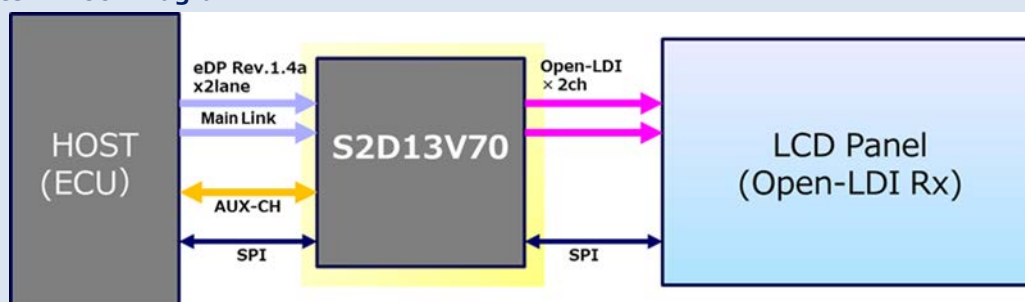 eDP Rev.1.4a
x2lane
Main Link
AUX-CH
SPI
HOST
(ECU)
S2D13V70
Open-LDI
× 2ch
SPI
LCD Panel
(Open-LDI Rx)